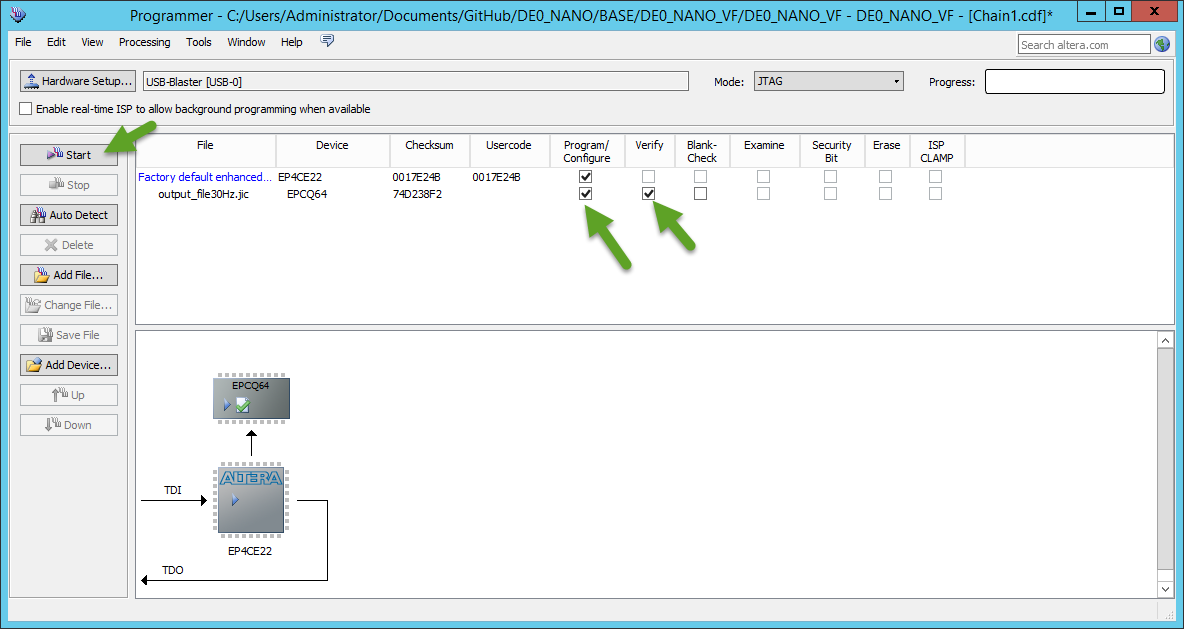 Programmer - C:/Users/Administrator/Documents/GitHub/DE0_NANO/BASE/DE0_NANO_VF/DE0_NANO_VF - DE0_NANO_VF - [Chain1.cdf]*
File Edit View Processing Tools Window Help
Search altera.com
Hardware Setup... USB-Blaster [USB-0] Mode: JTAG Progress:
Enable real-time ISP to allow background programming when available
Start
Stop
Auto Detect
Delete
Add File...
Change File...
Save File
Add Device...
Up
Down
File Device Checksum Usercode Program/ Verify Blank- Examine Security Erase ISP
Configure Check Bit CLAMP
Factory default enhanced... EP4CE22 0017E24B 0017E24B
output_file30Hz.jic EPCQ64 74D238F2
EPCQ64
ALTERA
TDI
EP4CE22
TDO